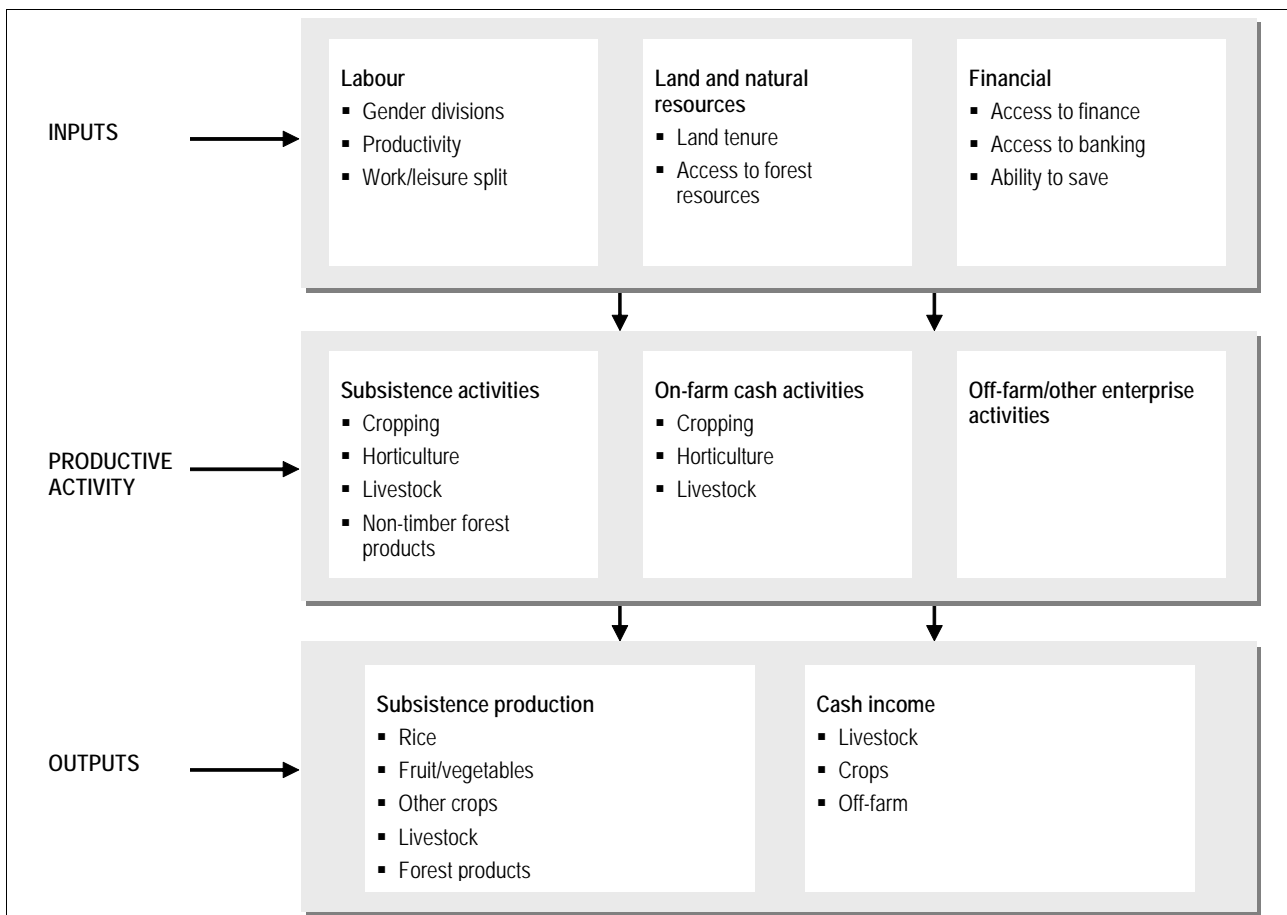 INPUTS
Labour
▪ Gender divisions
▪ Productivity
▪ Work/leisure split
Land and natural
resources
▪ Land tenure
▪ Access to forest
resources
Financial
▪ Access to finance
▪ Access to banking
▪ Ability to save
PRODUCTIVE
ACTIVITY
Subsistence activities
▪ Cropping
▪ Horticulture
▪ Livestock
▪ Non-timber forest
products
On-farm cash activities
▪ Cropping
▪ Horticulture
▪ Livestock
Off-farm/other enterprise
activities
OUTPUTS
Subsistence production
▪ Rice
▪ Fruit/vegetables
▪ Other crops
▪ Livestock
▪ Forest products
Cash income
▪ Livestock
▪ Crops
▪ Off-farm